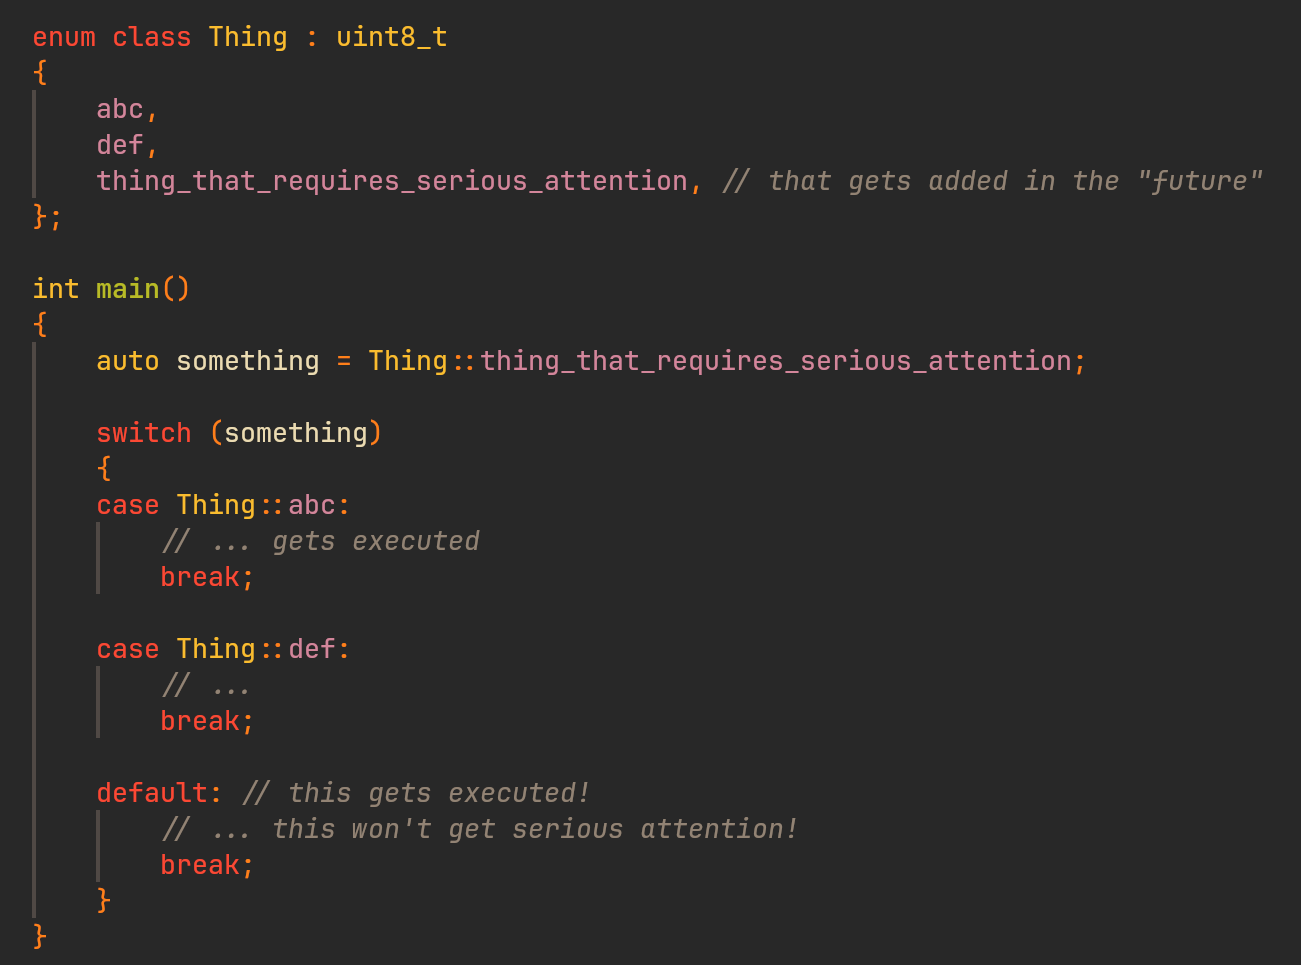 enum class Thing : uint8_t
{
    abc,
    def,
    thing_that_requires_serious_attention, // that gets added in the "future"
};

int main()
{
    auto something = Thing::thing_that_requires_serious_attention;

    switch (something)
    {
    case Thing::abc:
        // ... gets executed
        break;

    case Thing::def:
        // ...
        break;

    default: // this gets executed!
        // ... this won't get serious attention!
        break;
    }
}